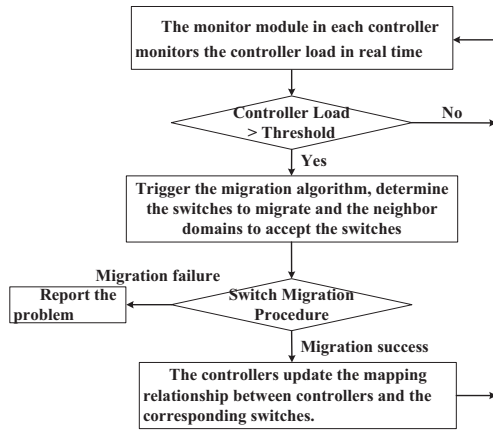 The monitor module in each controller
monitors the controller load in real time
Controller Load
> Threshold
No
Yes
Trigger the migration algorithm, determine
the switches to migrate and the neighbor
domains to accept the switches
Migration failure
Report the
problem
Switch Migration
Procedure
Migration success
The controllers update the mapping
relationship between controllers and the
corresponding switches.